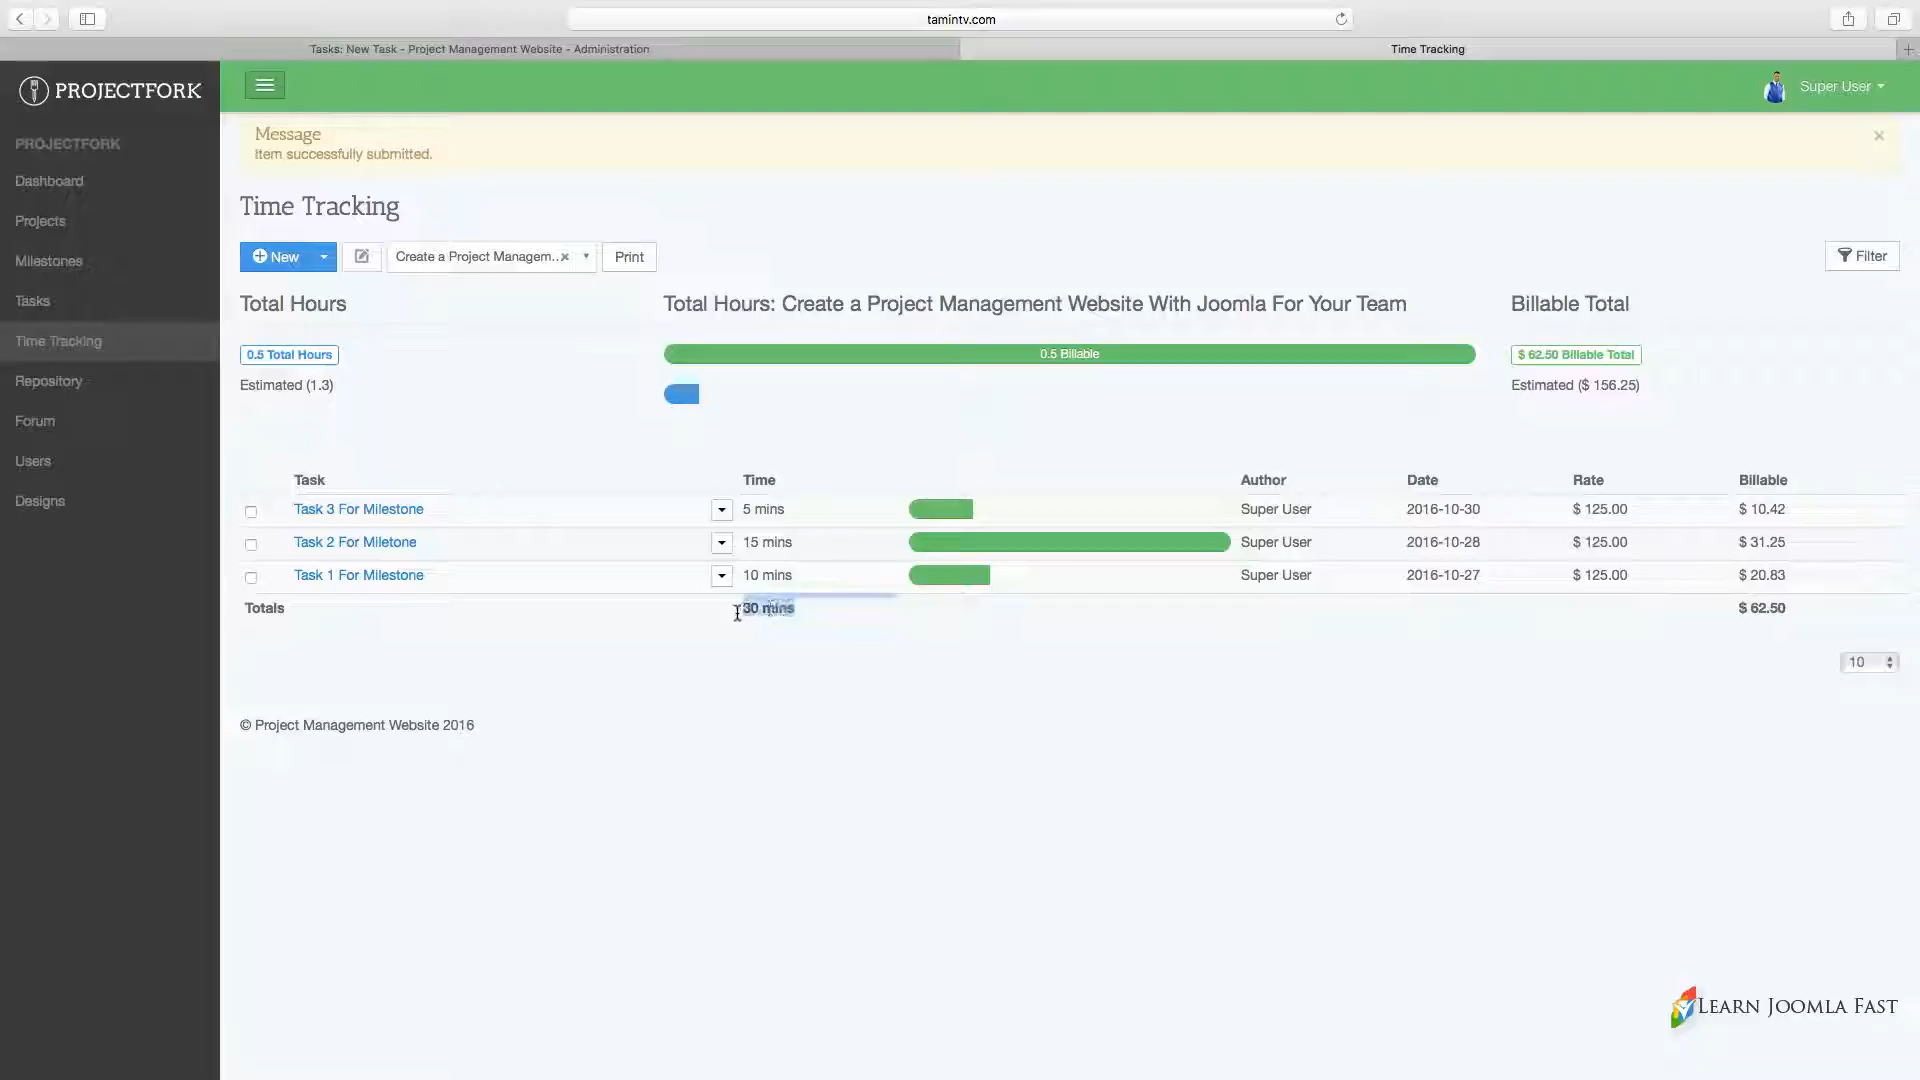 tamintv.com
Tasks: New Task - Project Management Website - Administration
Time Tracking
PROJECTFORK
Super User
PROJECTFORK
Dashboard
Projects
Milestones
Tasks
Time Tracking
Repository
Forum
Users
Designs
Message
Item successfully submitted.
Time Tracking
New
Create a Project Managem..
Print
Filter
Total Hours
Total Hours: Create a Project Management Website With Joomla For Your Team
Billable Total
0.5 Total Hours
0.5 Billable
$ 62.50 Billable Total
Estimated (1.3)
Estimated ($ 156.25)
Task Time Author Date Rate Billable
Task 3 For Milestone 5 mins Super User 2016-10-30 $ 125.00 $ 10.42
Task 2 For Miletone 15 mins Super User 2016-10-28 $ 125.00 $ 31.25
Task 1 For Milestone 10 mins Super User 2016-10-27 $ 125.00 $ 20.83
Totals 30 mins $ 62.50
10
© Project Management Website 2016
LEARN JOOMLA FAST